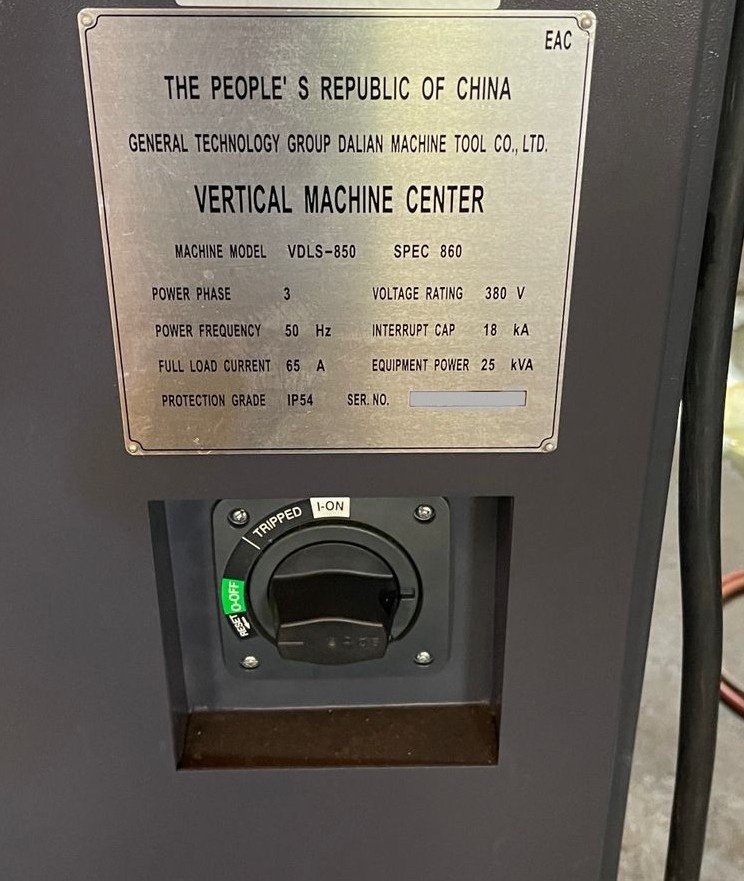 EAC
THE PEOPLE' S REPUBLIC OF CHINA
GENERAL TECHNOLOGY GROUP DALIAN MACHINE TOOL CO., LTD.
VERTICAL MACHINE CENTER
MACHINE MODEL VDLS-850 SPEC 860
POWER PHASE 3 VOLTAGE RATING 380 V
POWER FREQUENCY 50 Hz INTERRUPT CAP 18 kA
FULL LOAD CURRENT 65 A EQUIPMENT POWER 25 kVA
PROTECTION GRADE IP54 SER. NO.
I-ON
TRIPPED
O-OFF
RESET